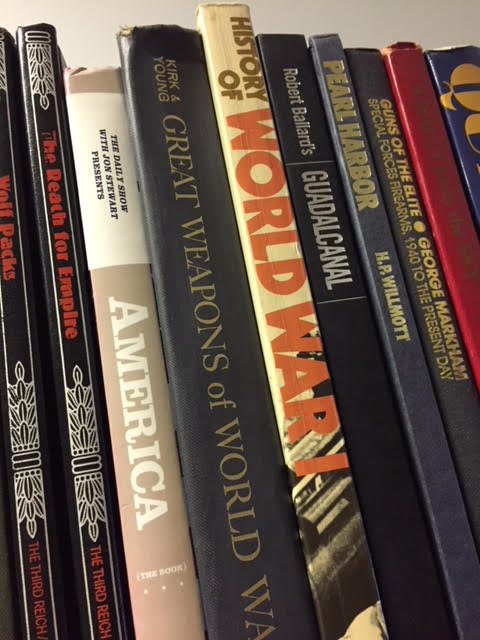 Wolf Packs
THE THIRD REICH
The Reach for Empire
THE THIRD REICH
THE DAILY SHOW
WITH JON STEWART
PRESENTS
AMERICA
(THE BOOK)
KIRK &
YOUNG
GREAT WEAPONS of WORLD WA
HISTORY
OF
WORLD WAR I
Robert Ballard's
GUADALCANAL
PEARL HARBOR
H.P. WILLMOTT
GUNS OF THE ELITE • GEORGE MARKHAM
SPECIAL FORCES FIREARMS, 1940 TO THE PRESENT DAY